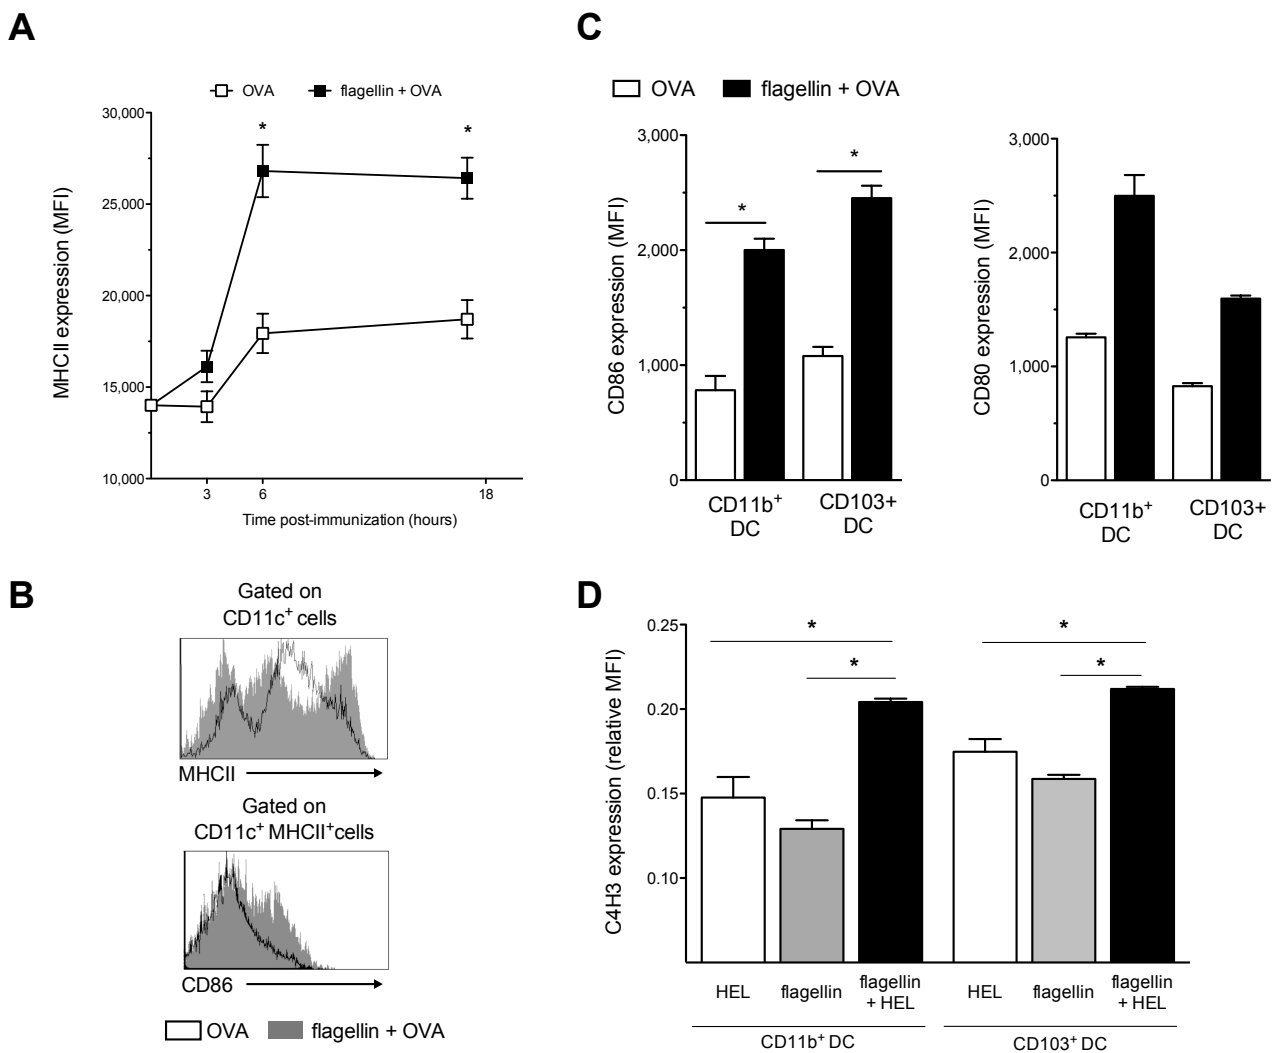 A
OVA
flagellin + OVA
30,000
25,000
20,000
15,000
10,000
*
*
MHCII expression (MFI)
3
6
18
Time post-immunization (hours)
B
Gated on
CD11c+ cells
MHCII
Gated on
CD11c+ MHCII+cells
CD86
OVA
flagellin + OVA
C
OVA
flagellin + OVA
3,000
2,000
1,000
0
*
*
CD86 expression (MFI)
CD11b+
DC
CD103+
DC
3,000
2,000
1,000
0
CD80 expression (MFI)
CD11b+
DC
CD103+
DC
D
0.25
0.20
0.15
0.10
*
*
*
*
C4H3 expression (relative MFI)
HEL
flagellin
flagellin
+ HEL
HEL
flagellin
flagellin
+ HEL
CD11b+ DC
CD103+ DC